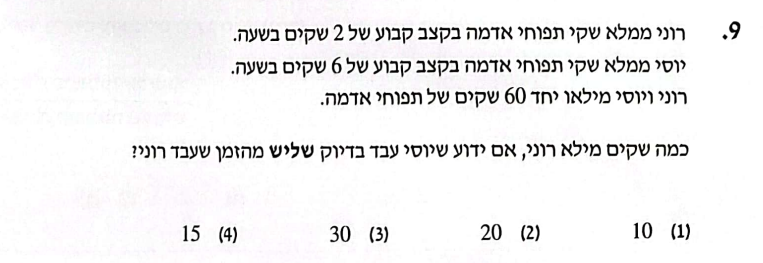 9. רוני ממלא שקי תפוחי אדמה בקצב קבוע של 2 שקים בשעה.
יוסי ממלא שקי תפוחי אדמה בקצב קבוע של 6 שקים בשעה.
רוני ויוסי מילאו יחד 60 שקים של תפוחי אדמה.
כמה שקים מילא רוני, אם ידוע שיוסי עבד בדיוק שליש מהזמן שעבד רוני?
(1) 10 (2) 20 (3) 30 (4) 15